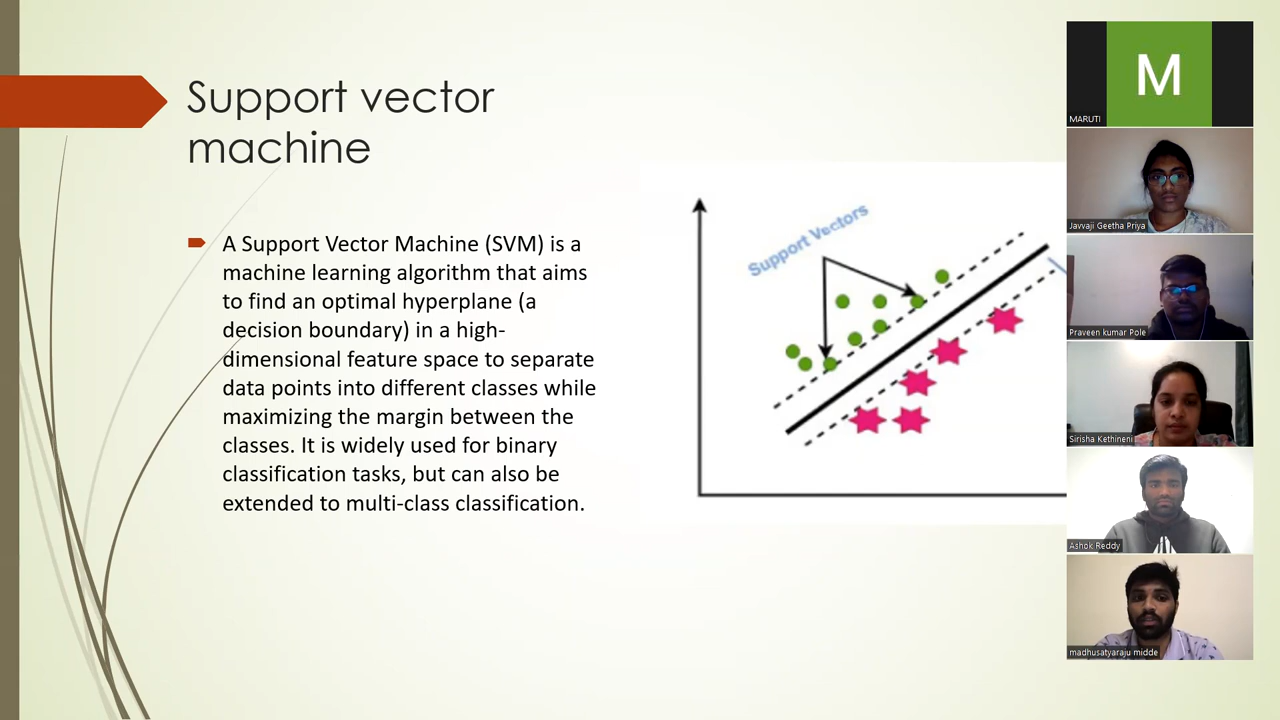 Support vector
machine
A Support Vector Machine (SVM) is a
machine learning algorithm that aims
to find an optimal hyperplane (a
decision boundary) in a high-
dimensional feature space to separate
data points into different classes while
maximizing the margin between the
classes. It is widely used for binary
classification tasks, but can also be
extended to multi-class classification.
Support Vectors
M
MARUTI
Javvaji Geetha Priya
Praveen kumar Pole
Sirisha Kethineni
Ashok Reddy
madhusatyaraju midde